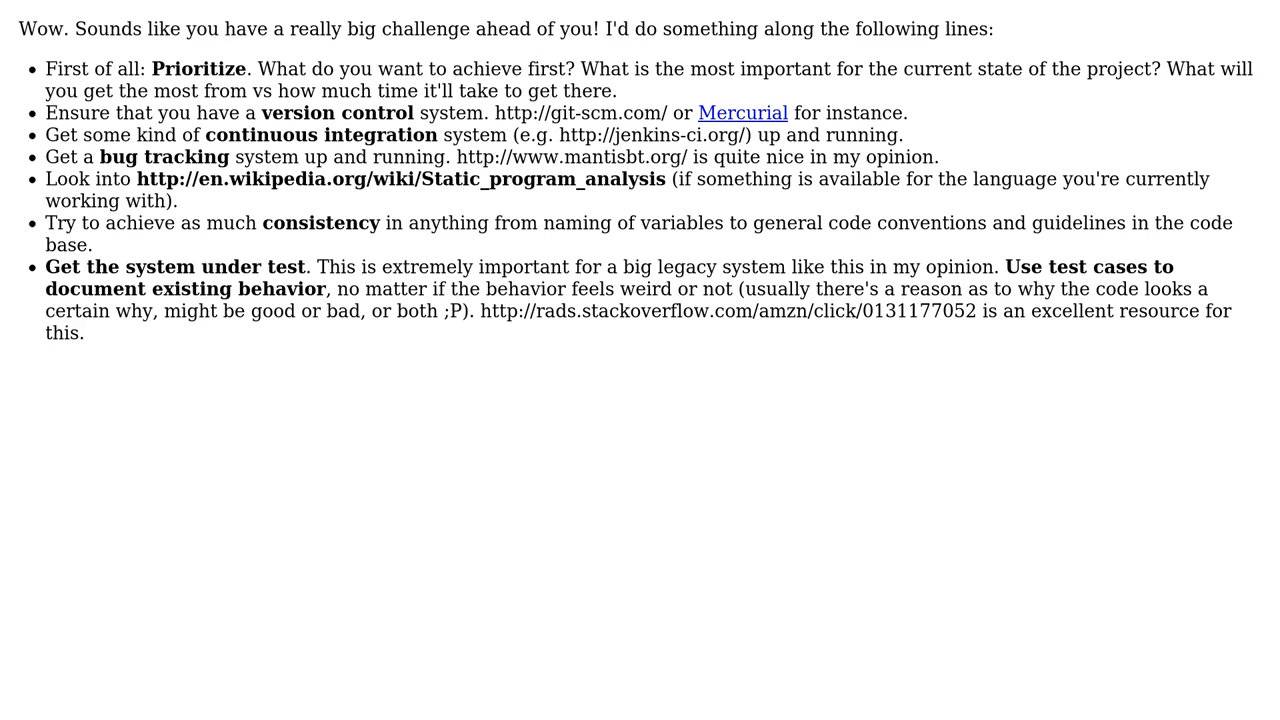 Wow. Sounds like you have a really big challenge ahead of you! I'd do something along the following lines:
• First of all: Prioritize. What do you want to achieve first? What is the most important for the current state of the project? What will
you get the most from vs how much time it'll take to get there.
• Ensure that you have a version control system. http://git-scm.com/ or Mercurial for instance.
• Get some kind of continuous integration system (e.g. http://jenkins-ci.org/) up and running.
• Get a bug tracking system up and running. http://www.mantisbt.org/ is quite nice in my opinion.
• Look into http://en.wikipedia.org/wiki/Static_program_analysis (if something is available for the language you're currently
working with).
• Try to achieve as much consistency in anything from naming of variables to general code conventions and guidelines in the code
base.
• Get the system under test. This is extremely important for a big legacy system like this in my opinion. Use test cases to
document existing behavior, no matter if the behavior feels weird or not (usually there's a reason as to why the code looks a
certain why, might be good or bad, or both ;P). http://rads.stackoverflow.com/amzn/click/0131177052 is an excellent resource for
this.